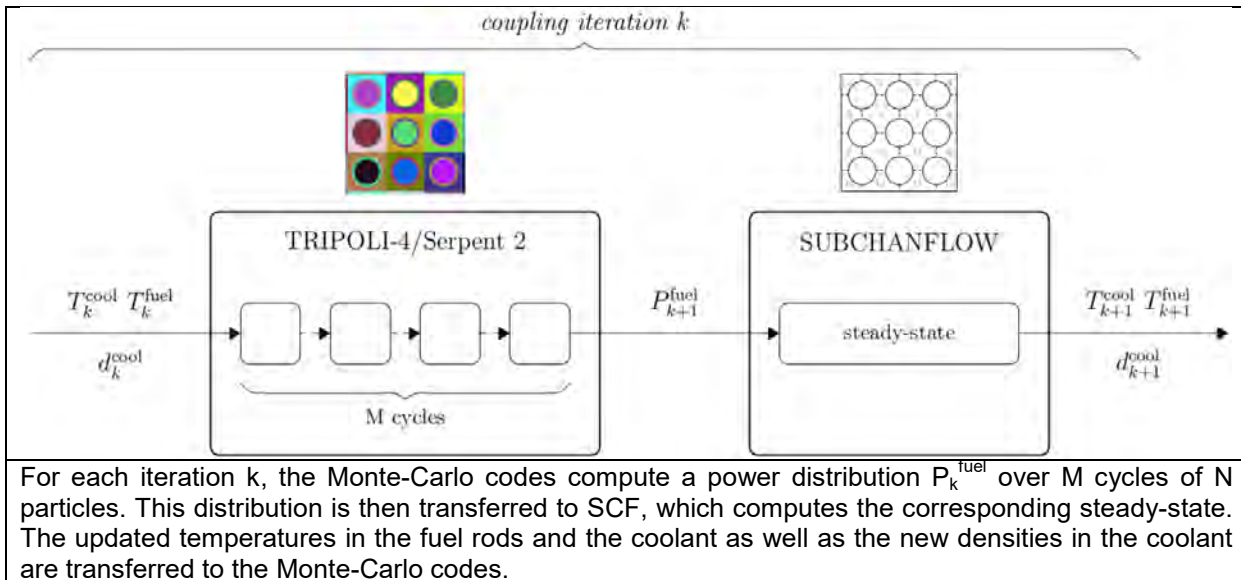 coupling iteration k
TRIPOLI-4/Serpent 2
SUBCHANFLOW
T_k^cool T_k^fuel
d_k^cool
P_{k+1}^fuel
steady-state
T_{k+1}^cool T_{k+1}^fuel
d_{k+1}^cool
M cycles
For each iteration k, the Monte-Carlo codes compute a power distribution P_k^fuel over M cycles of N
particles. This distribution is then transferred to SCF, which computes the corresponding steady-state.
The updated temperatures in the fuel rods and the coolant as well as the new densities in the coolant
are transferred to the Monte-Carlo codes.